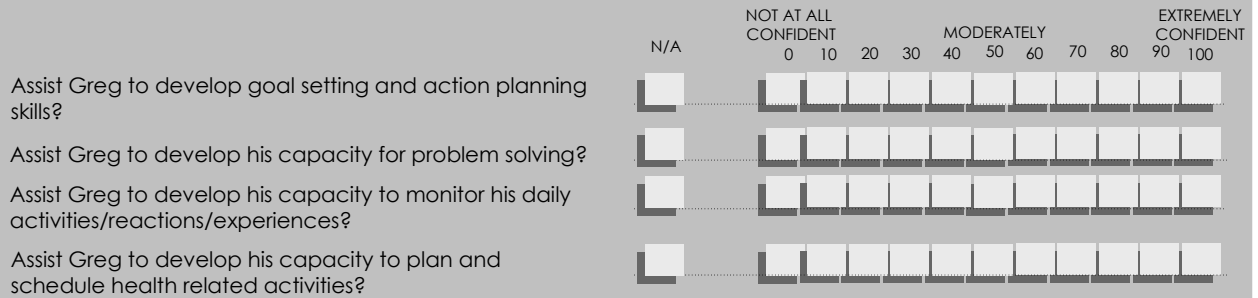 NOT AT ALL CONFIDENT
MODERATELY
EXTREMELY CONFIDENT
N/A
0 10 20 30 40 50 60 70 80 90 100
Assist Greg to develop goal setting and action planning
skills?
Assist Greg to develop his capacity for problem solving?
Assist Greg to develop his capacity to monitor his daily
activities/reactions/experiences?
Assist Greg to develop his capacity to plan and
schedule health related activities?